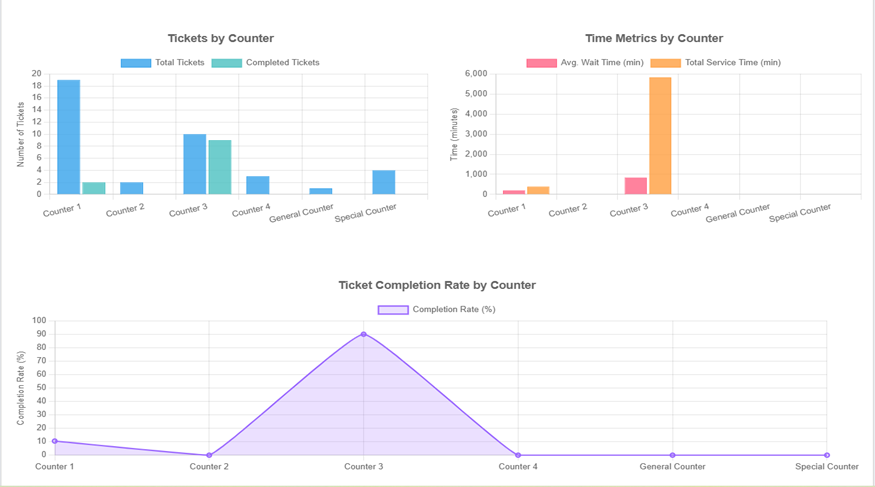 Tickets by Counter
Total Tickets Completed Tickets
Number of Tickets
20
18
16
14
12
10
8
6
4
2
0
Counter 1 Counter 2 Counter 3 Counter 4 General Counter Special Counter
Time Metrics by Counter
Avg. Wait Time (min) Total Service Time (min)
Time (minutes)
6,000
5,000
4,000
3,000
2,000
1,000
0
Counter 1 Counter 2 Counter 3 Counter 4 General Counter Special Counter
Ticket Completion Rate by Counter
Completion Rate (%)
Completion Rate (%)
100
90
80
70
60
50
40
30
20
10
0
Counter 1 Counter 2 Counter 3 Counter 4 General Counter Special Counter